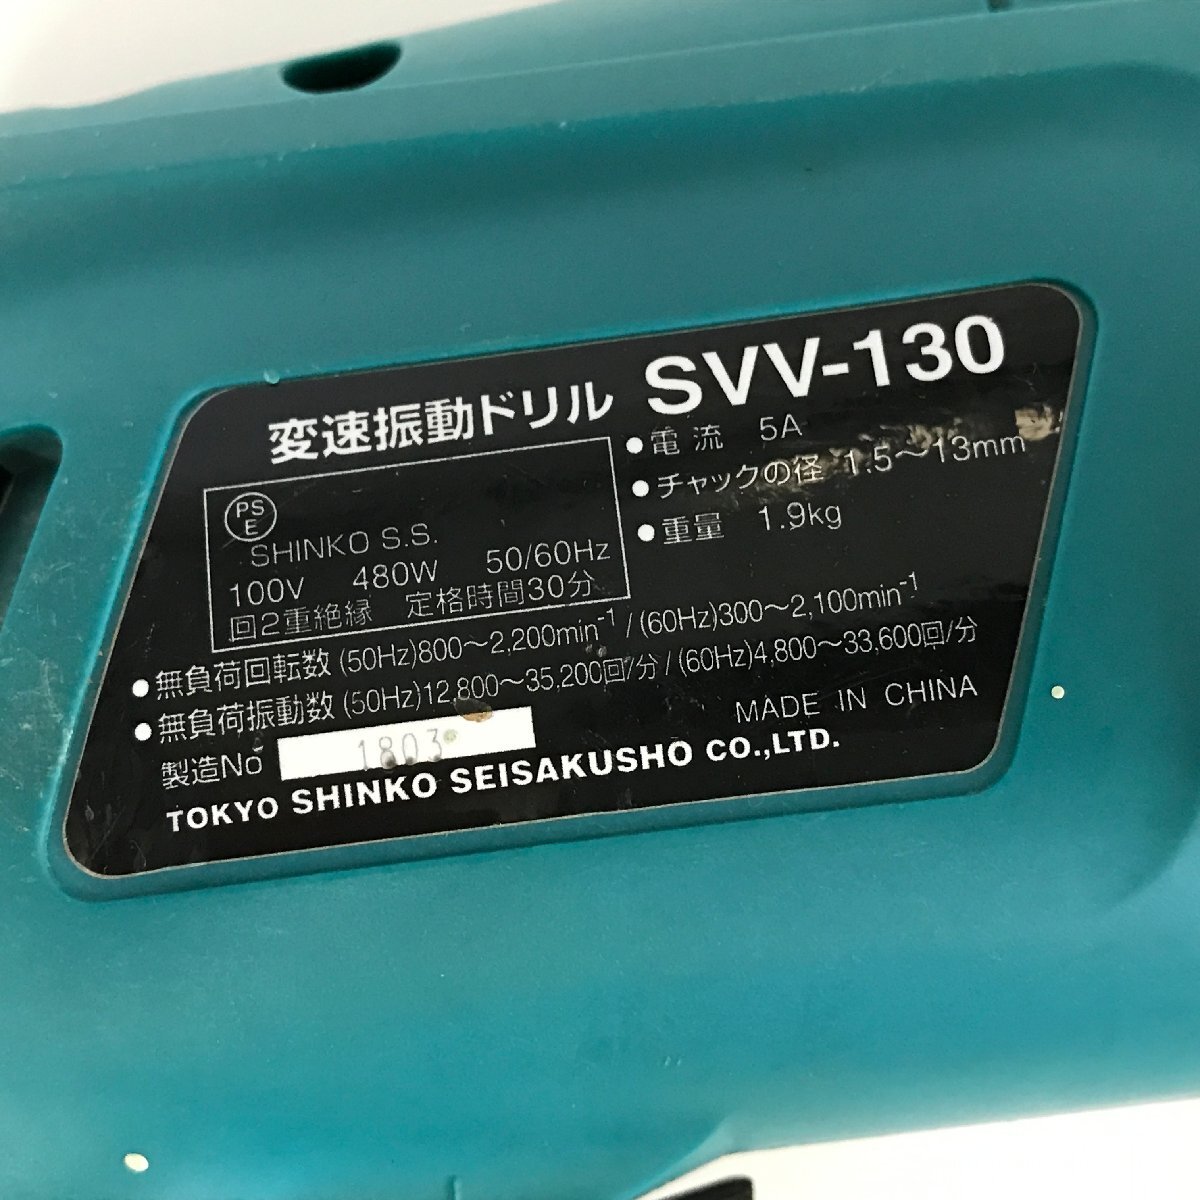 変速振動ドリル SVV-130
PS
E
SHINKO S.S.
100V 480W 50/60Hz
回2重絶縁 定格時間30分
●電流 5A
●チャックの径 1.5〜13mm
●重量 1.9kg
●無負荷回転数 (50Hz)800〜2,200min⁻¹ / (60Hz)300〜2,100min⁻¹
●無負荷振動数 (50Hz)12,800〜35,200回/分 / (60Hz)4,800〜33,600回/分
製造No 1803
MADE IN CHINA
TOKYO SHINKO SEISAKUSHO CO.,LTD.